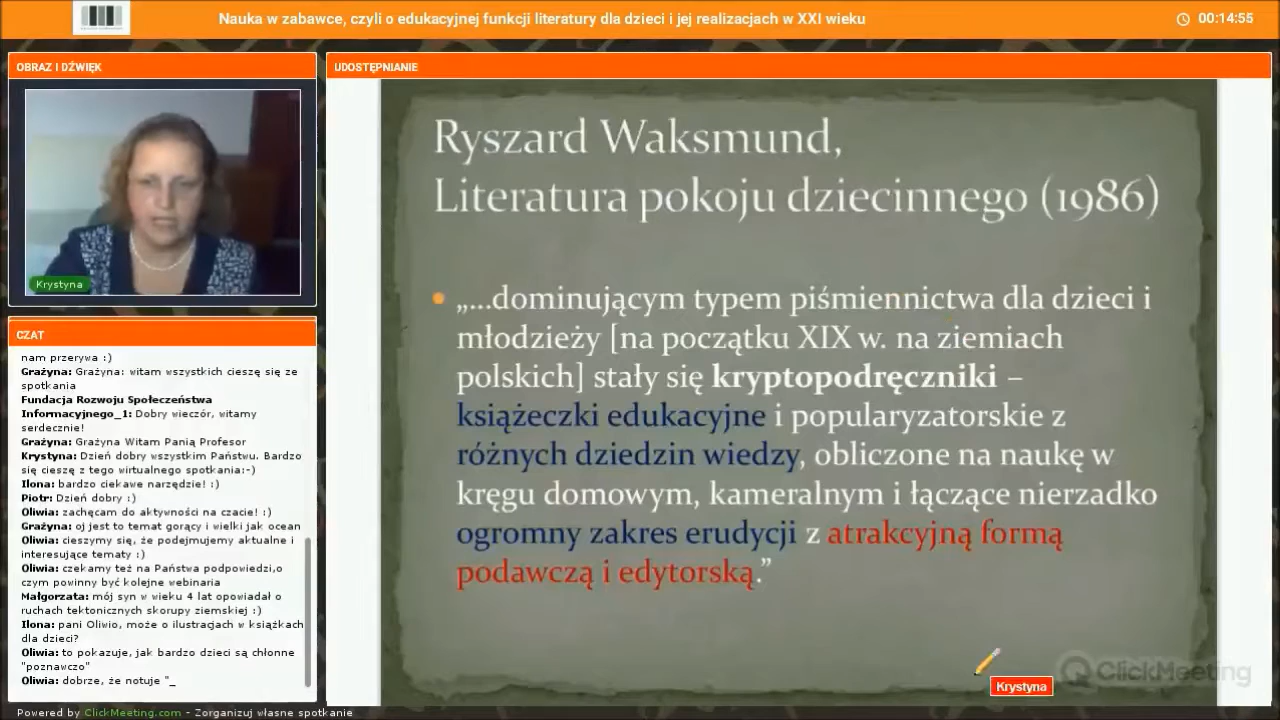 Nauka w zabawce, czyli o edukacyjnej funkcji literatury dla dzieci i jej realizacjach w XXI wieku
00:14:55
OBRAZ I DŹWIĘK
Krystyna
CZAT
nam przerywa :)
Grażyna: Grażyna: witam wszystkich cieszę się ze
spotkania
Fundacja Rozwoju Społeczeństwa
Informacyjnego_1: Dobry wieczór, witamy
serdecznie!
Grażyna: Grażyna Witam Panią Profesor
Krystyna: Dzień dobry wszystkim Państwu. Bardzo
się cieszę z tego wirtualnego spotkania:-)
Ilona: bardzo ciekawe narzędzie! :)
Piotr: Dzień dobry :)
Oliwia: zachęcam do aktywności na czacie! :)
Grażyna: oj jest to temat gorący i wielki jak ocean
Oliwia: cieszymy się, że podejmujemy aktualne i
interesujące tematy :)
Oliwia: czekamy też na Państwa podpowiedzi,o
czym powinny być kolejne webinaria
Małgorzata: mój syn w wieku 4 lat opowiadał o
ruchach tektonicznych skorupy ziemskiej :)
Ilona: pani Oliwio, może o ilustracjach w książkach
dla dzieci?
Oliwia: to pokazuje, jak bardzo dzieci są chłonne
"poznawczo"
Oliwia: dobrze, że notuje "_
UDOSTĘPNIANIE
Ryszard Waksmund,
Literatura pokoju dziecinnego (1986)
„...dominującym typem piśmiennictwa dla dzieci i
młodzieży [na początku XIX w. na ziemiach
polskich] stały się kryptopodręczniki –
książeczki edukacyjne i popularyzatorskie z
różnych dziedzin wiedzy, obliczone na naukę w
kręgu domowym, kameralnym i łączące nierzadko
ogromny zakres erudycji z atrakcyjną formą
podawczą i edytorską.”
Krystyna
ClickMeeting
Powered by ClickMeeting.com - Zorganizuj własne spotkanie